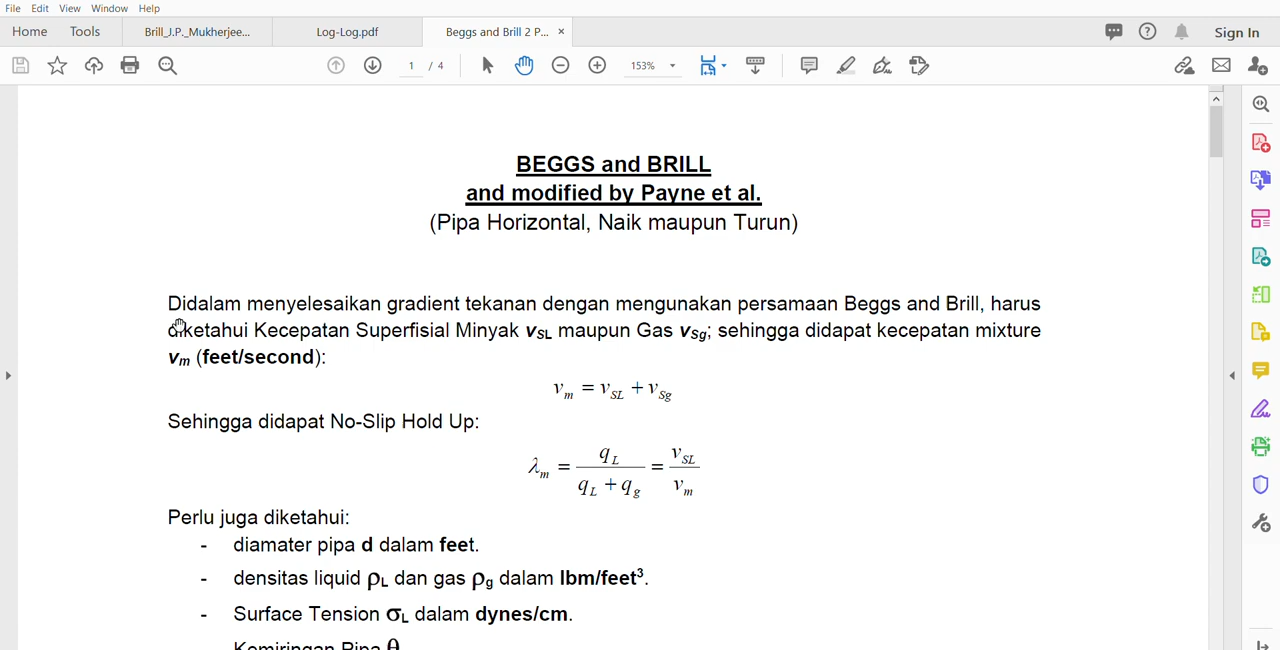 File Edit View Window Help
Home Tools Brill_J.P._Mukherjee... Log-Log.pdf Beggs and Brill 2 P... × Sign In
1 / 4 153%
BEGGS and BRILL
and modified by Payne et al.
(Pipa Horizontal, Naik maupun Turun)
Didalam menyelesaikan gradient tekanan dengan mengunakan persamaan Beggs and Brill, harus
diketahui Kecepatan Superfisial Minyak vSL maupun Gas vSg; sehingga didapat kecepatan mixture
vm (feet/second):
vm = vSL + vSg
Sehingga didapat No-Slip Hold Up:
λm = qL / (qL + qg) = vSL / vm
Perlu juga diketahui:
- diamater pipa d dalam feet.
- densitas liquid ρL dan gas ρg dalam lbm/feet³.
- Surface Tension σL dalam dynes/cm.
Kemiringan Pipa θ